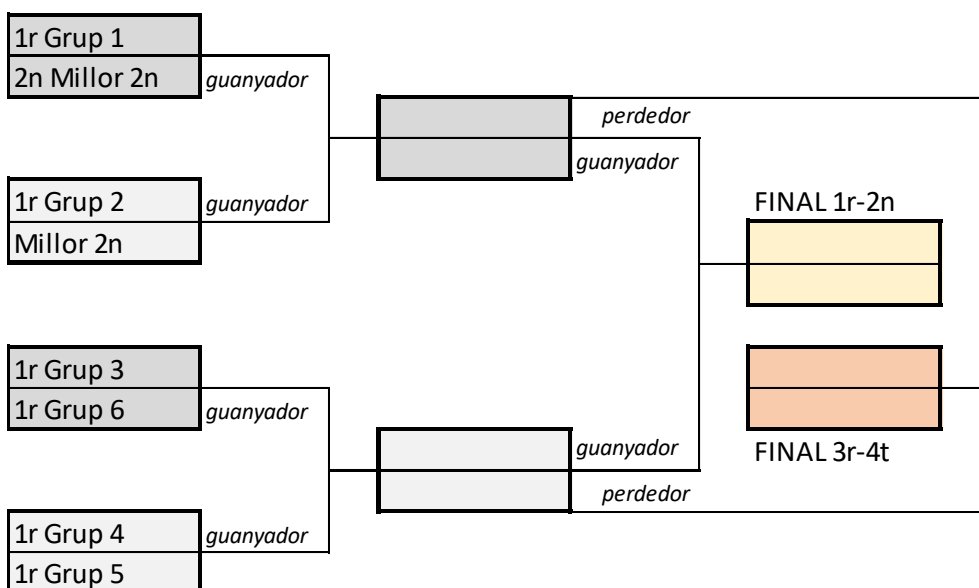 1r Grup 1
2n Millor 2n
guanyador
perdedor
guanyador
1r Grup 2
Millor 2n
guanyador
FINAL 1r-2n
1r Grup 3
1r Grup 6
guanyador
guanyador
perdedor
FINAL 3r-4t
1r Grup 4
1r Grup 5
guanyador